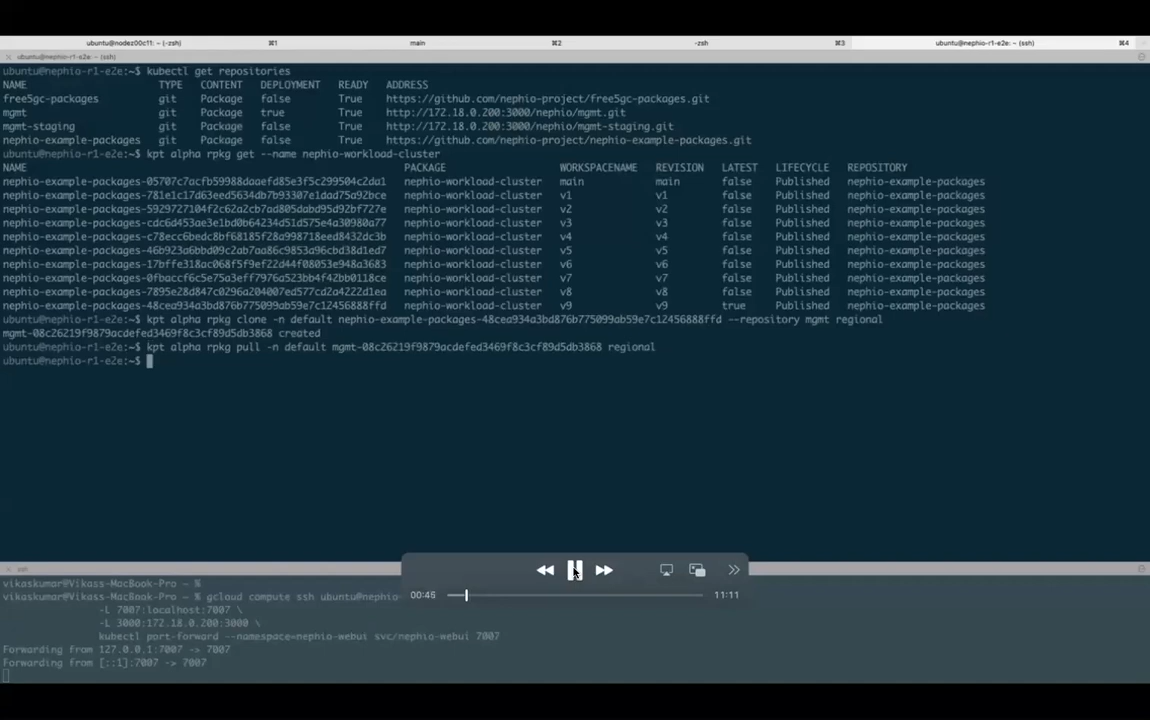 ubuntu@nodez00c11: ~ (-zsh) ⌘1 main ⌘2 -zsh ⌘3 ubuntu@nephio-r1-e2e: ~ (ssh) ⌘4
ubuntu@nephio-r1-e2e: ~ (ssh)
ubuntu@nephio-r1-e2e:~$ kubectl get repositories
NAME TYPE CONTENT DEPLOYMENT READY ADDRESS
free5gc-packages git Package false True https://github.com/nephio-project/free5gc-packages.git
mgmt git Package true True http://172.18.0.200:3000/nephio/mgmt.git
mgmt-staging git Package false True http://172.18.0.200:3000/nephio/mgmt-staging.git
nephio-example-packages git Package false True https://github.com/nephio-project/nephio-example-packages.git
ubuntu@nephio-r1-e2e:~$ kpt alpha rpkg get --name nephio-workload-cluster
NAME PACKAGE WORKSPACENAME REVISION LATEST LIFECYCLE REPOSITORY
nephio-example-packages-05707c7acfb59988daaefd85e3f5c299504c2da1 nephio-workload-cluster main main false Published nephio-example-packages
nephio-example-packages-781e1c17d63eed5634db7b93307e1dad75a92bce nephio-workload-cluster v1 v1 false Published nephio-example-packages
nephio-example-packages-5929727104f2c62a2cb7ad805dabd95d92bf727e nephio-workload-cluster v2 v2 false Published nephio-example-packages
nephio-example-packages-cdc6d453ae3e1bd0b64234d51d575e4a30980a77 nephio-workload-cluster v3 v3 false Published nephio-example-packages
nephio-example-packages-c78ecc6bedc8bf68185f28a998718eed8432dc3b nephio-workload-cluster v4 v4 false Published nephio-example-packages
nephio-example-packages-46b923a6bbd09c2ab7aa86c9853a96cbd38d1ed7 nephio-workload-cluster v5 v5 false Published nephio-example-packages
nephio-example-packages-17bffe318ac068f5f9ef22d44f08053e948a3683 nephio-workload-cluster v6 v6 false Published nephio-example-packages
nephio-example-packages-0fbaccf6c5e75a3eff7976a523bb4f42bb0118ce nephio-workload-cluster v7 v7 false Published nephio-example-packages
nephio-example-packages-7895e28d847c0296a204007ed577cd2a4222d1ea nephio-workload-cluster v8 v8 false Published nephio-example-packages
nephio-example-packages-48cea934a3bd876b775099ab59e7c12456888ffd nephio-workload-cluster v9 v9 true Published nephio-example-packages
ubuntu@nephio-r1-e2e:~$ kpt alpha rpkg clone -n default nephio-example-packages-48cea934a3bd876b775099ab59e7c12456888ffd --repository mgmt regional
mgmt-08c26219f9879acdefed3469f8c3cf89d5db3868 created
ubuntu@nephio-r1-e2e:~$ kpt alpha rpkg pull -n default mgmt-08c26219f9879acdefed3469f8c3cf89d5db3868 regional
ubuntu@nephio-r1-e2e:~$
ssh
vikaskumar@Vikass-MacBook-Pro ~ %
vikaskumar@Vikass-MacBook-Pro ~ % gcloud compute ssh ubuntu@nephio-
-L 7007:localhost:7007 \
-L 3000:172.18.0.200:3000 \
kubectl port-forward --namespace=nephio-webui svc/nephio-webui 7007
Forwarding from 127.0.0.1:7007 -> 7007
Forwarding from [::1]:7007 -> 7007
00:46 11:11